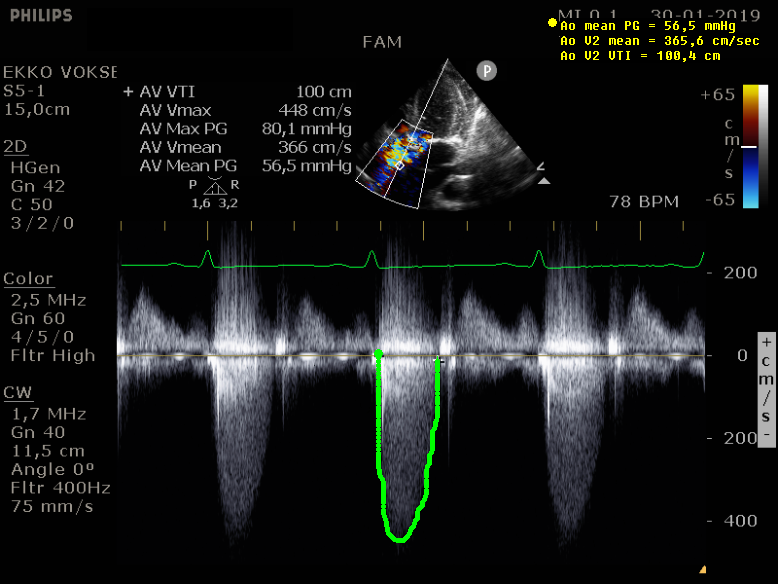 PHILIPS
MI 0.1 30-01-2019
Ao mean PG = 56,5 mmHg
Ao V2 mean = 365,6 cm/sec
Ao V2 VTI = 100,4 cm
FAM
EKKO VOKSE
S5-1
15,0cm
2D
HGen
Gn 42
C 50
3/2/0
Color
2,5 MHz
Gn 60
4/5/0
Fltr High
CW
1,7 MHz
Gn 40
11,5 cm
Angle 0°
Fltr 400Hz
75 mm/s
+ AV VTI 100 cm
AV Vmax 448 cm/s
AV Max PG 80,1 mmHg
AV Vmean 366 cm/s
AV Mean PG 56,5 mmHg
P R
1,6 3,2
P
+65
cm/s
-65
78 BPM
200
0
200
400
+
cm/s
-